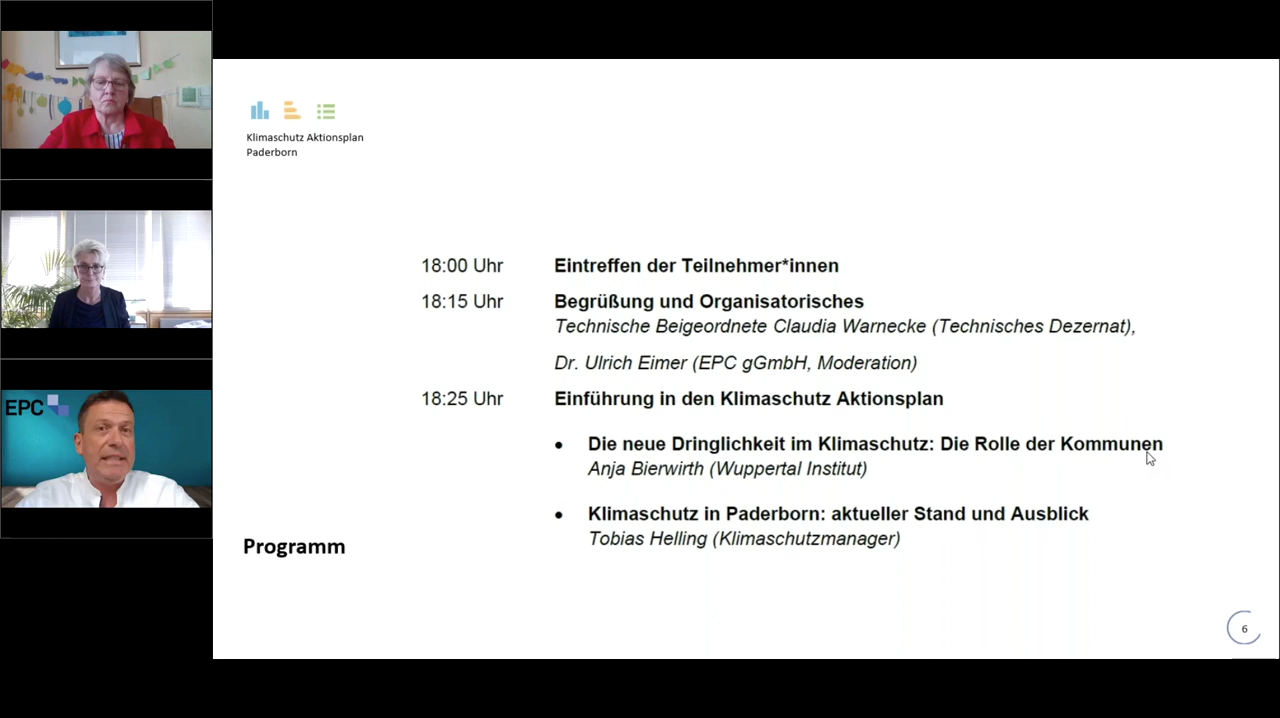 EPC
Klimaschutz Aktionsplan
Paderborn
18:00 Uhr Eintreffen der Teilnehmer*innen
18:15 Uhr Begrüßung und Organisatorisches
Technische Beigeordnete Claudia Warnecke (Technisches Dezernat),
Dr. Ulrich Eimer (EPC gGmbH, Moderation)
18:25 Uhr Einführung in den Klimaschutz Aktionsplan
• Die neue Dringlichkeit im Klimaschutz: Die Rolle der Kommunen
Anja Bierwirth (Wuppertal Institut)
• Klimaschutz in Paderborn: aktueller Stand und Ausblick
Tobias Helling (Klimaschutzmanager)
Programm
6